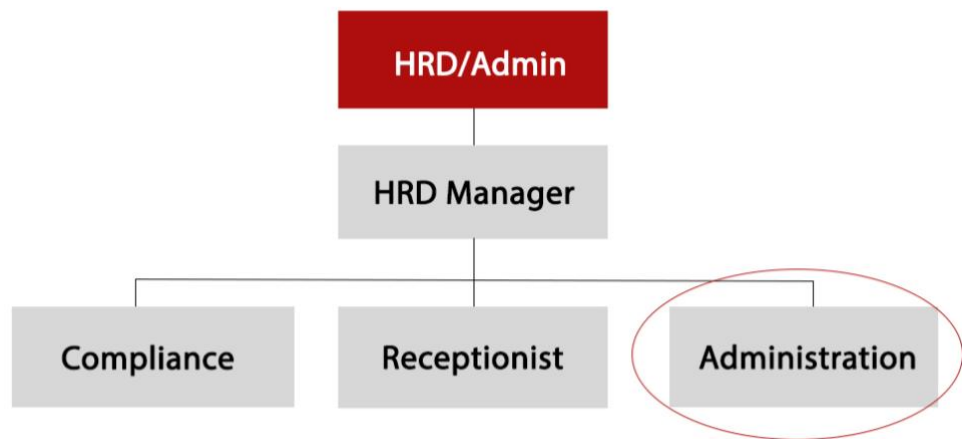 HRD/Admin
HRD Manager
Compliance
Receptionist
Administration